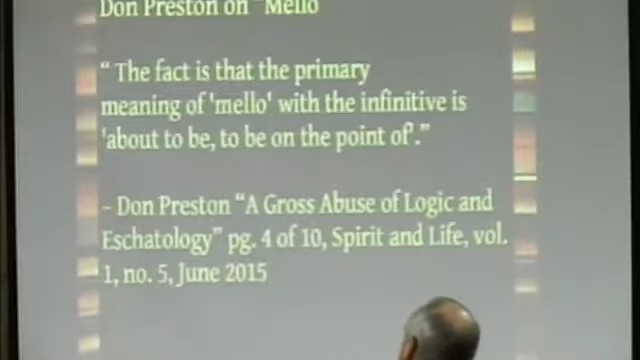 Don Preston on "Mello
" The fact is that the primary
meaning of 'mello' with the infinitive is
'about to be, to be on the point of'."
– Don Preston "A Gross Abuse of Logic and
Eschatology" pg. 4 of 10, Spirit and Life, vol.
1, no. 5, June 2015